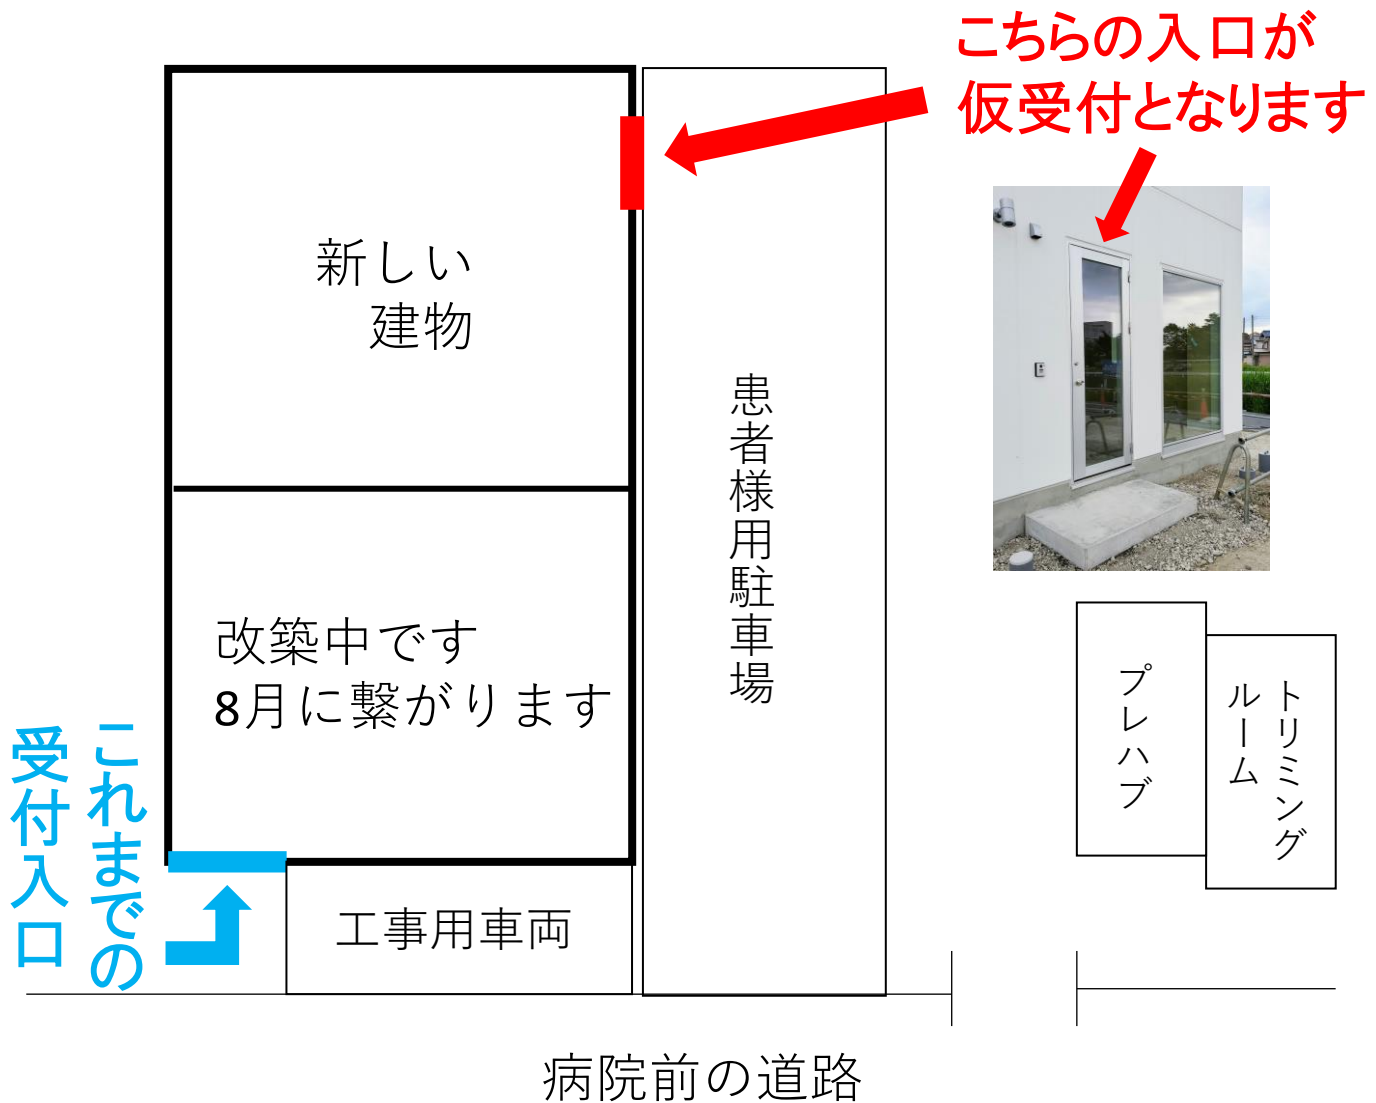 こちらの入口が
仮受付となります
新しい
建物
患者様用駐車場
改築中です
8月に繋がります
これまでの
受付入口
工事用車両
プレハブ
トリミング
ルーム
病院前の道路